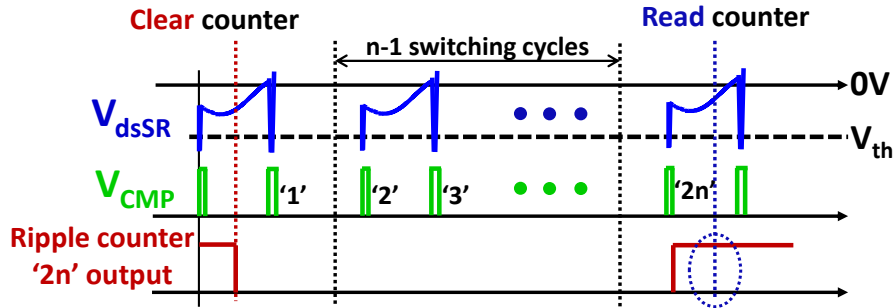 Clear counter
Read counter
n-1 switching cycles
0V
VdsSR
Vth
VCMP
‘1’
‘2’
‘3’
‘2n’
Ripple counter
‘2n’ output